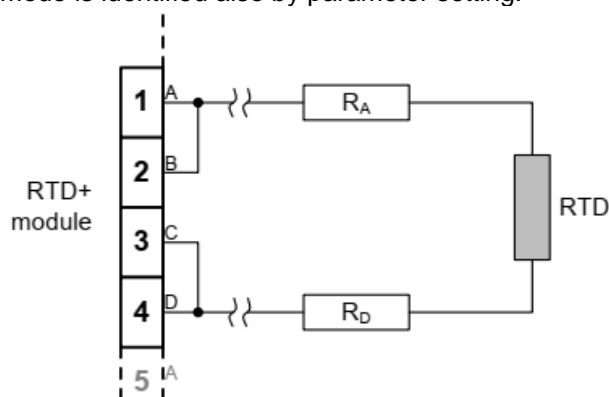 mode is identified also by parameter setting.
1 A
RA
2 B
RTD+
module
RTD
3 C
4 D
RD
5 A